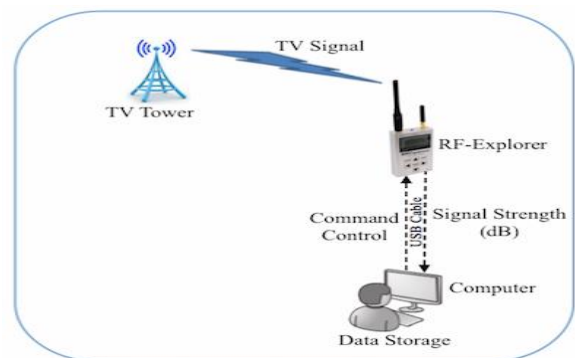 TV Signal
TV Tower
RF-Explorer
Command
Control
USB Cable
Signal Strength
(dB)
Computer
Data Storage